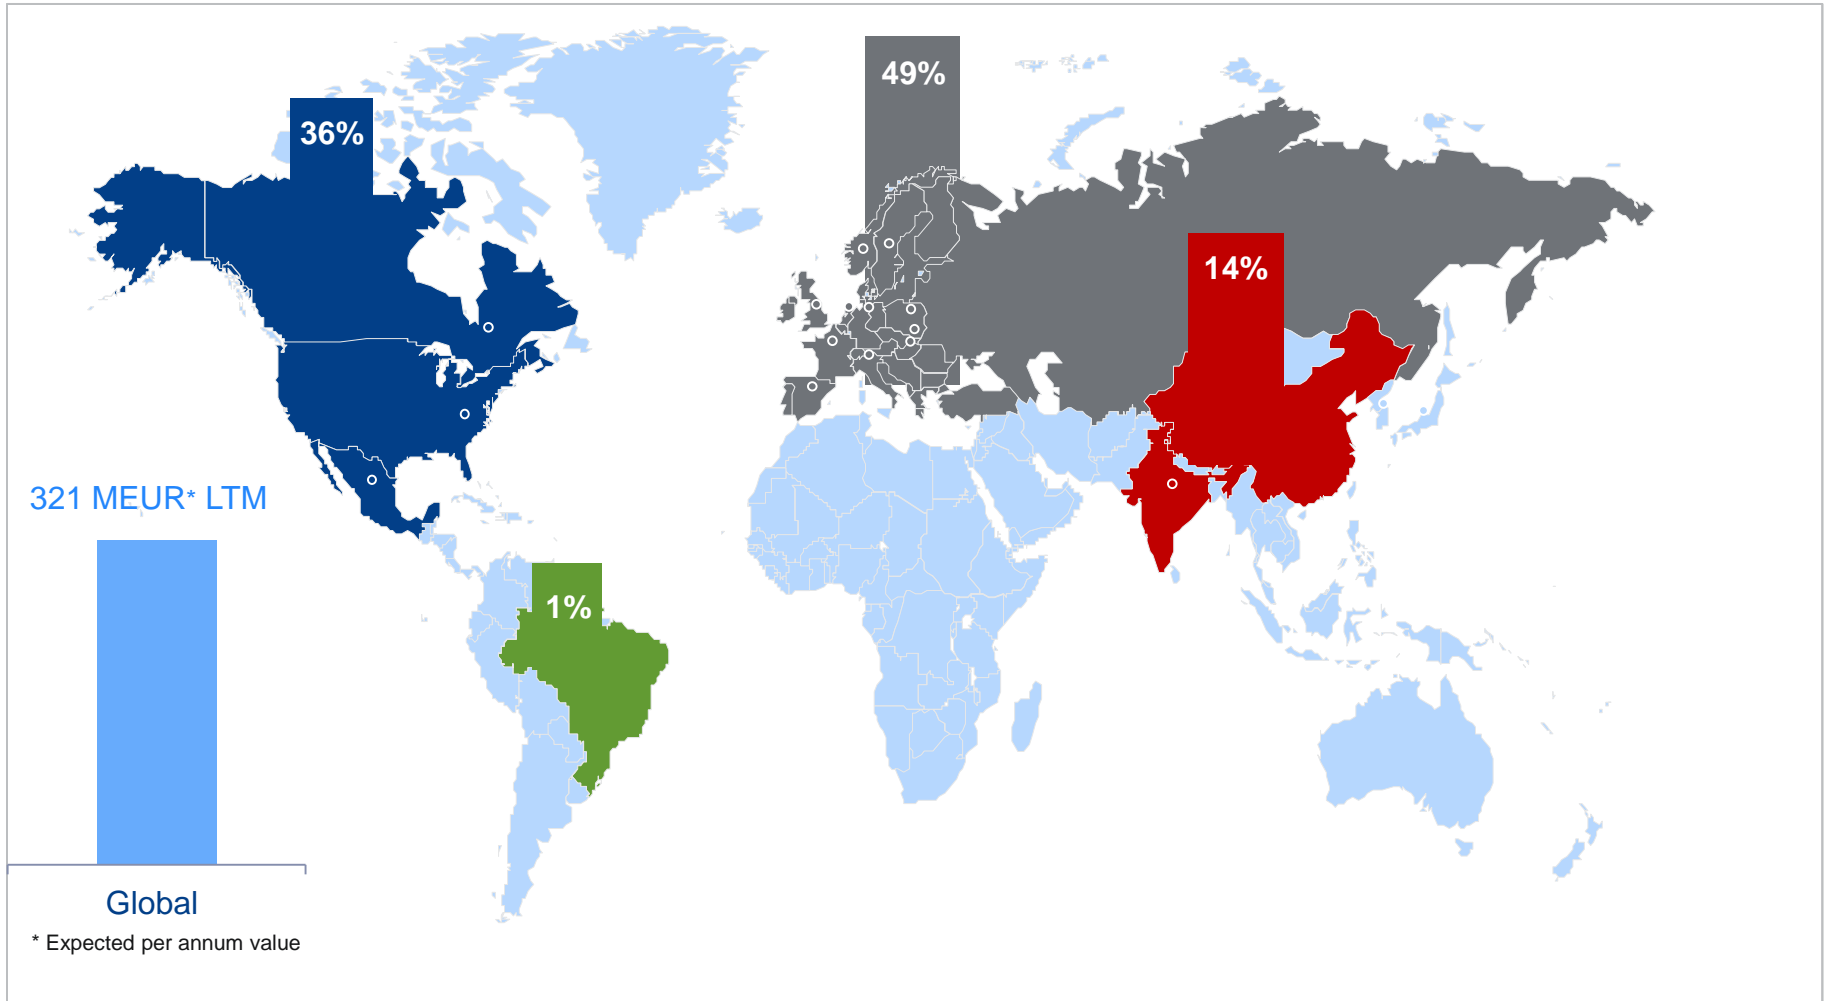 49%
36%
14%
321 MEUR* LTM
1%
Global
* Expected per annum value